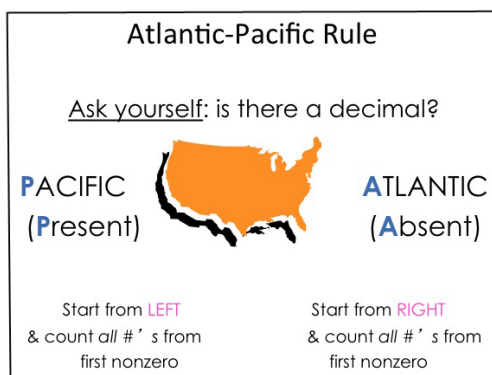 Atlantic-Pacific Rule
Ask yourself: is there a decimal?
PACIFIC
(Present)
ATLANTIC
(Absent)
Start from LEFT
& count all #’s from
first nonzero
Start from RIGHT
& count all #’s from
first nonzero